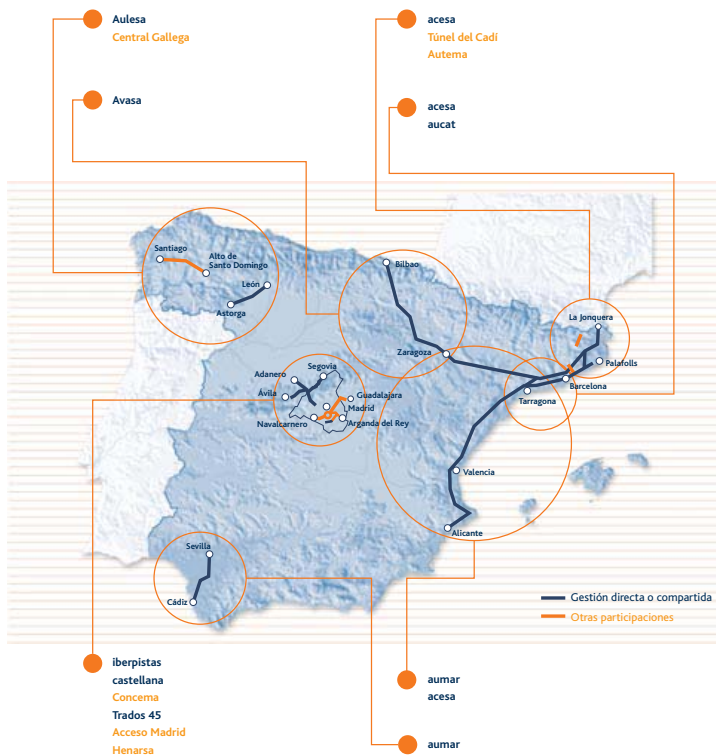 Aulesa
Central Gallega
acesa
Túnel del Cadí
Autema
Avasa
acesa
aucat
Santiago
Alto de
Santo Domingo
León
Astorga
Bilbao
La Jonquera
Zaragoza
Palafolls
Barcelona
Tarragona
Segovia
Adanero
Ávila
Guadalajara
Madrid
Navalcarnero
Arganda del Rey
Valencia
Alicante
Sevilla
Cádiz
Gestión directa o compartida
Otras participaciones
iberpistas
castellana
Concema
Trados 45
Acceso Madrid
Henarsa
aumar
acesa
aumar